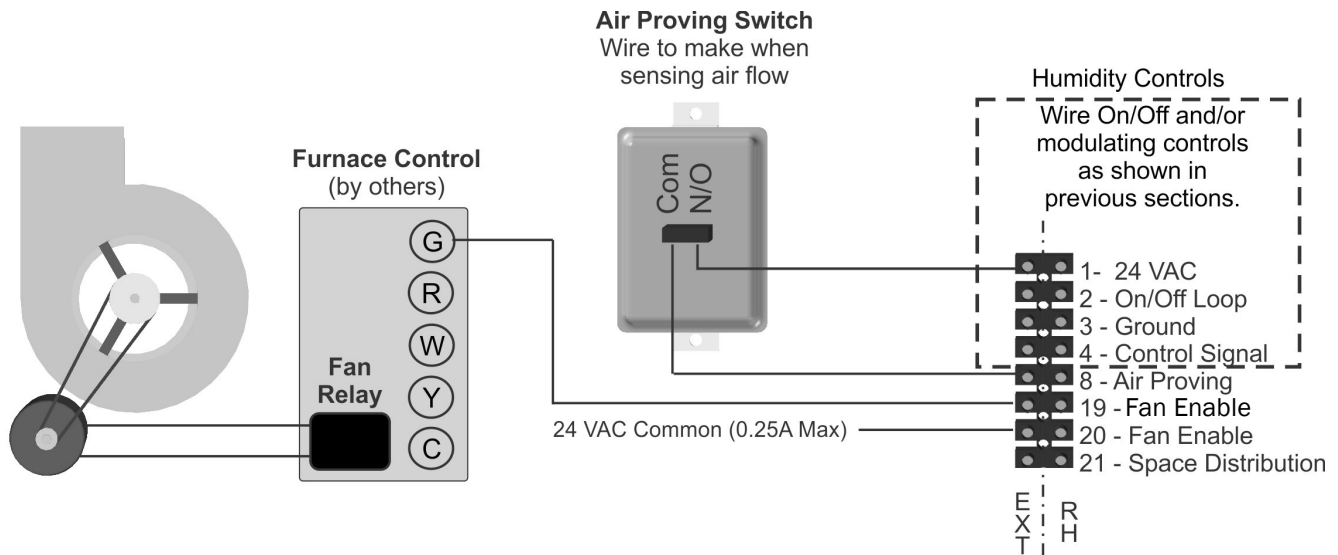 Air Proving Switch
Wire to make when
sensing air flow
Humidity Controls
Wire On/Off and/or
modulating controls
as shown in
previous sections.
Furnace Control
(by others)
Com
N/O
G
R
W
Y
C
Fan
Relay
1- 24 VAC
2 - On/Off Loop
3 - Ground
4 - Control Signal
8 - Air Proving
19 - Fan Enable
24 VAC Common (0.25A Max)
20 - Fan Enable
21 - Space Distribution
EXT
RH